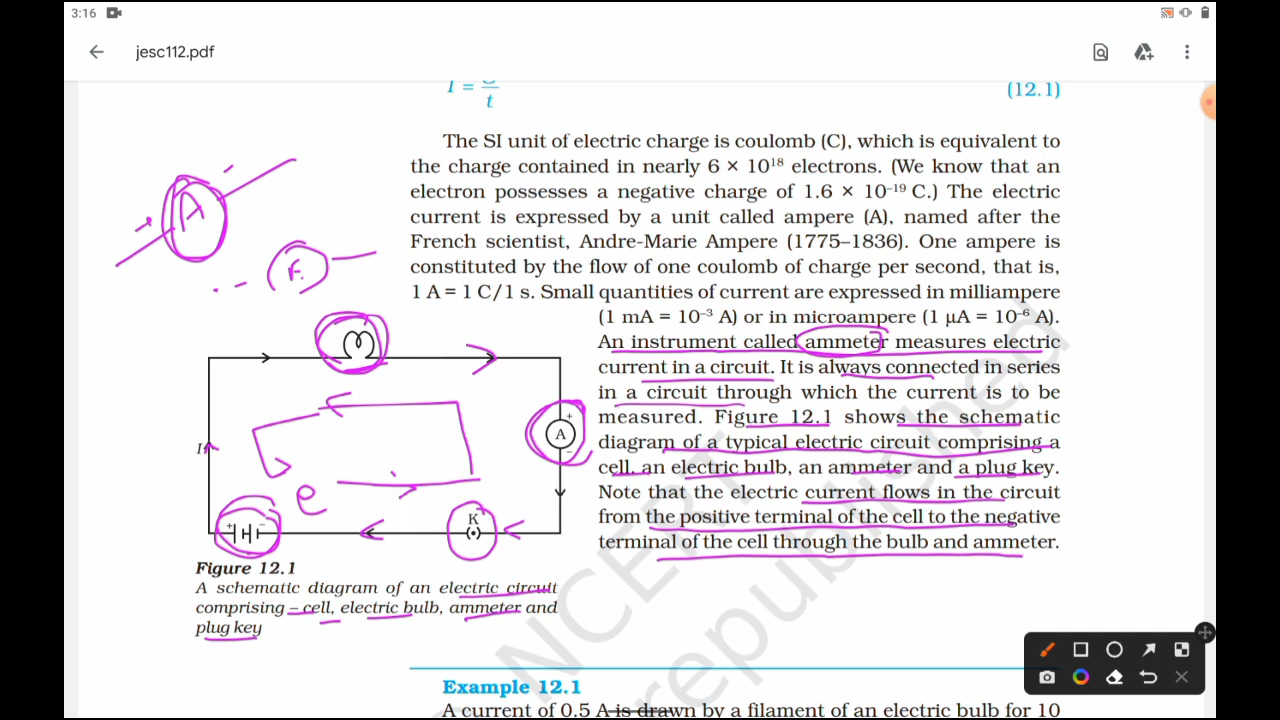 3:16
jesc112.pdf
I = Q/t (12.1)
The SI unit of electric charge is coulomb (C), which is equivalent to
the charge contained in nearly 6 × 10¹⁸ electrons. (We know that an
electron possesses a negative charge of 1.6 × 10⁻¹⁹ C.) The electric
current is expressed by a unit called ampere (A), named after the
French scientist, Andre-Marie Ampere (1775–1836). One ampere is
constituted by the flow of one coulomb of charge per second, that is,
1 A = 1 C/1 s. Small quantities of current are expressed in milliampere
(1 mA = 10⁻³ A) or in microampere (1 µA = 10⁻⁶ A).
An instrument called ammeter measures electric
current in a circuit. It is always connected in series
in a circuit through which the current is to be
measured. Figure 12.1 shows the schematic
diagram of a typical electric circuit comprising a
cell, an electric bulb, an ammeter and a plug key.
Note that the electric current flows in the circuit
from the positive terminal of the cell to the negative
terminal of the cell through the bulb and ammeter.
A
+
A
–
I
e
+ –
K
Figure 12.1
A schematic diagram of an electric circuit
comprising – cell, electric bulb, ammeter and
plug key
NCERT
republished
Example 12.1
A current of 0.5 A is drawn by a filament of an electric bulb for 10